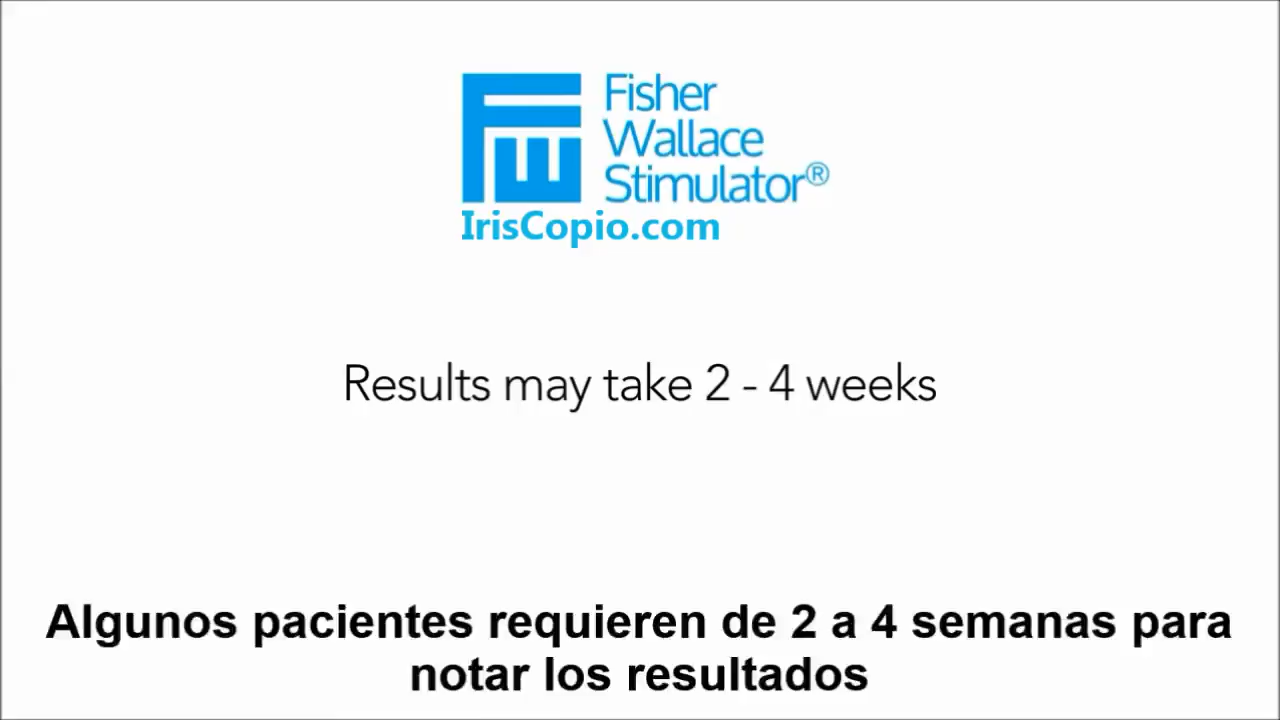 Fisher
Wallace
Stimulator®
IrisCopio.com
Results may take 2 - 4 weeks
Algunos pacientes requieren de 2 a 4 semanas para
notar los resultados